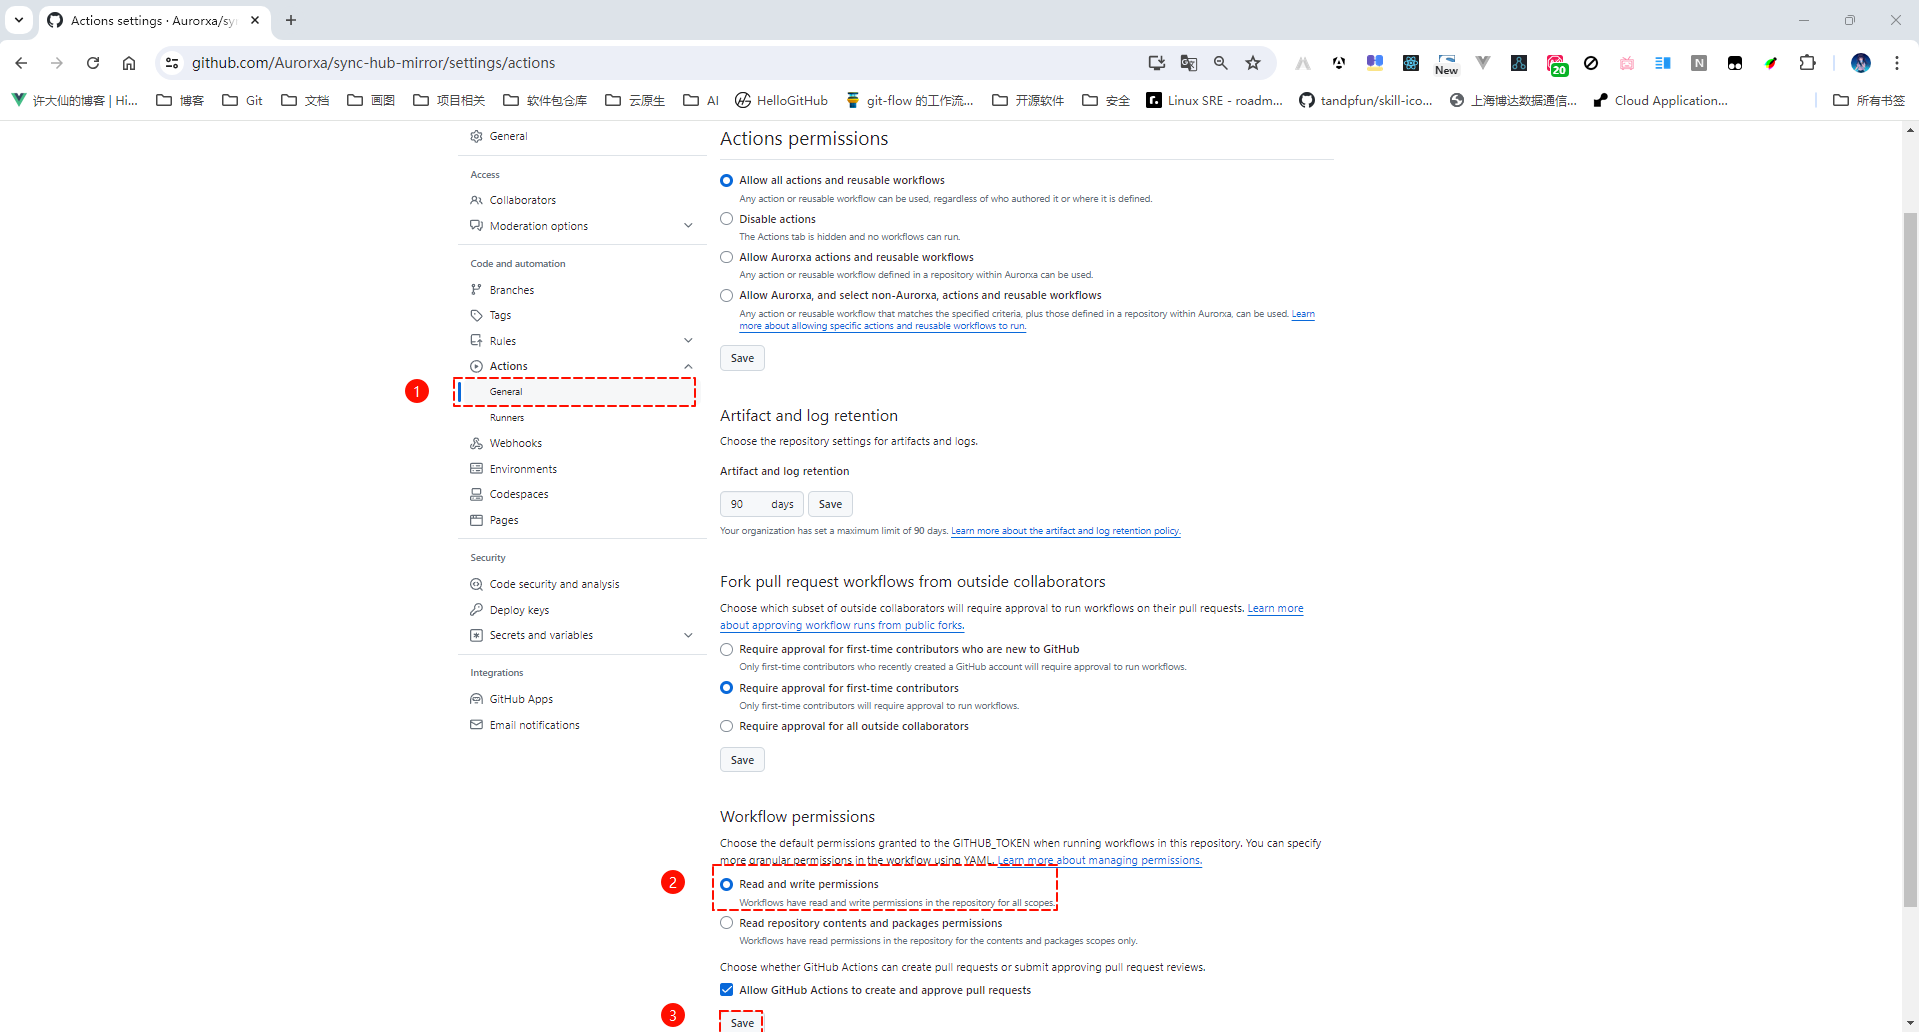 Actions settings · Aurorxa/sy
github.com/Aurorxa/sync-hub-mirror/settings/actions
New
20
许大仙的博客 | Hi...
博客
Git
文档
画图
项目相关
软件包仓库
云原生
AI
HelloGitHub
git-flow 的工作流...
开源软件
安全
Linux SRE - roadm...
tandpfun/skill-ico...
上海博达数据通信...
Cloud Application...
所有书签
General
Access
Collaborators
Moderation options
Code and automation
Branches
Tags
Rules
Actions
1
General
Runners
Webhooks
Environments
Codespaces
Pages
Security
Code security and analysis
Deploy keys
Secrets and variables
Integrations
GitHub Apps
Email notifications
Actions permissions
Allow all actions and reusable workflows
Any action or reusable workflow can be used, regardless of who authored it or where it is defined.
Disable actions
The Actions tab is hidden and no workflows can run.
Allow Aurorxa actions and reusable workflows
Any action or reusable workflow defined in a repository within Aurorxa can be used.
Allow Aurorxa, and select non-Aurorxa, actions and reusable workflows
Any action or reusable workflow that matches the specified criteria, plus those defined in a repository within Aurorxa, can be used. Learn
more about allowing specific actions and reusable workflows to run.
Save
Artifact and log retention
Choose the repository settings for artifacts and logs.
Artifact and log retention
90 days Save
Your organization has set a maximum limit of 90 days. Learn more about the artifact and log retention policy.
Fork pull request workflows from outside collaborators
Choose which subset of outside collaborators will require approval to run workflows on their pull requests. Learn more
about approving workflow runs from public forks.
Require approval for first-time contributors who are new to GitHub
Only first-time contributors who recently created a GitHub account will require approval to run workflows.
Require approval for first-time contributors
Only first-time contributors will require approval to run workflows.
Require approval for all outside collaborators
Save
Workflow permissions
Choose the default permissions granted to the GITHUB_TOKEN when running workflows in this repository. You can specify
more granular permissions in the workflow using YAML. Learn more about managing permissions.
2
Read and write permissions
Workflows have read and write permissions in the repository for all scopes.
Read repository contents and packages permissions
Workflows have read permissions in the repository for the contents and packages scopes only.
Choose whether GitHub Actions can create pull requests or submit approving pull request reviews.
Allow GitHub Actions to create and approve pull requests
3
Save